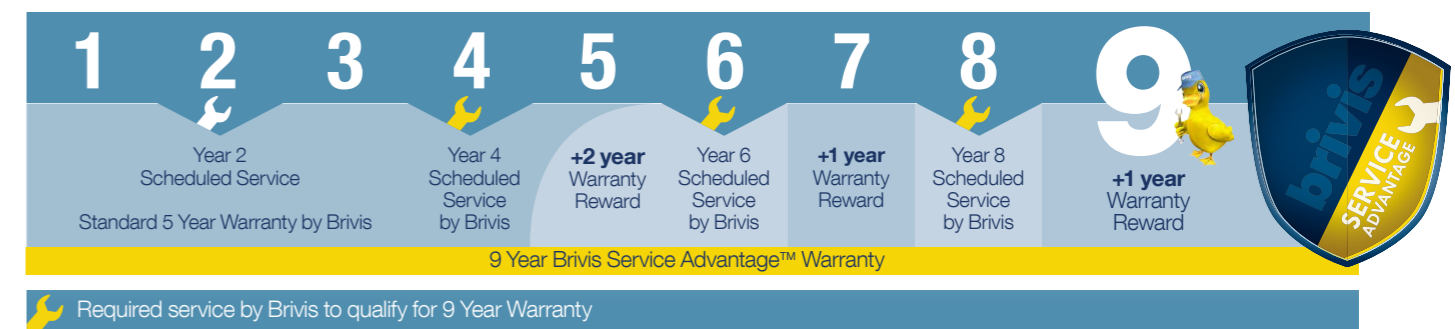 1 2 3 4 5 6 7 8 9
Year 2
Scheduled Service
Standard 5 Year Warranty by Brivis
Year 4
Scheduled
Service
by Brivis
+2 year
Warranty
Reward
Year 6
Scheduled
Service
by Brivis
+1 year
Warranty
Reward
Year 8
Scheduled
Service
by Brivis
+1 year
Warranty
Reward
brivis
SERVICE
ADVANTAGE
9 Year Brivis Service Advantage™ Warranty
Required service by Brivis to qualify for 9 Year Warranty